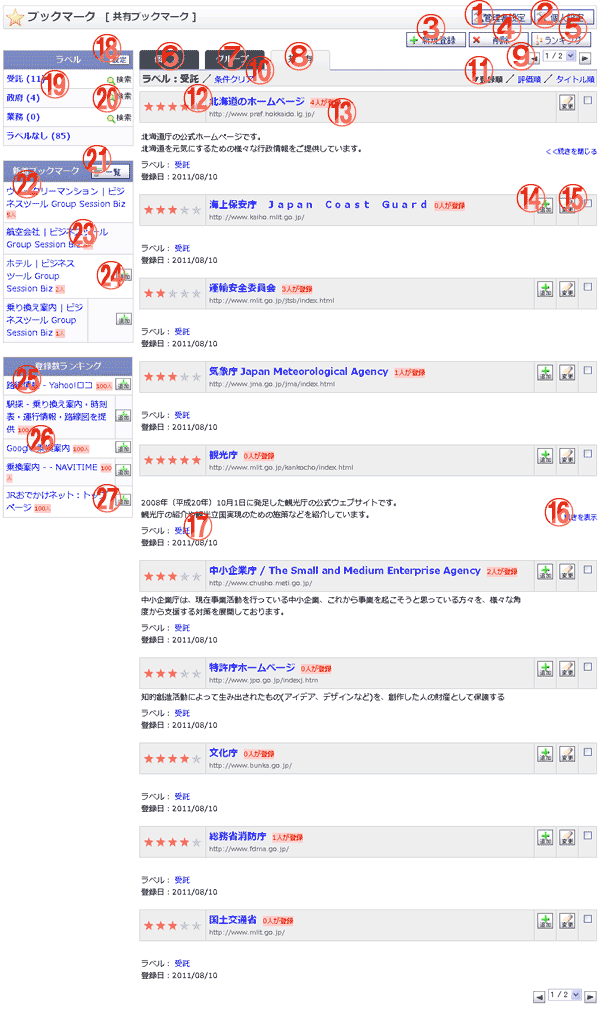 ブックマーク [ 共有ブックマーク ]
① ②
③ 新規登録 ④ 削除 ⑤ ランキング
⑥ ⑦ ⑧ ⑨ 1 / 2
ラベル ⑱ 設定
受託 (11) ⑲ 検索
政府 (4) ⑳ 検索
業務 (0) 検索
ラベルなし (85)
㉑ 一覧
新着ブックマーク
㉒ ウィークリーマンション | ビジ
ネスツール Group Session Biz
5人
航空会社 | ビジネスツール ㉓
Group Session Biz
ホテル | ビジネス
ツール Group ㉔
Session Biz 2人
乗り換え案内 | ビジ
ネスツール Group 追加
Session Biz 1人
登録数ランキング
㉕ - Yahoo!ロコ 100人 追加
駅探 - 乗り換え案内・時刻
表・運行情報・路線図を提 追加
供 100人
㉖ 100人 追加
乗換案内 - - NAVITIME 100
人 追加
JRおでかけネット：トップ ㉗
ページ 100人
ラベル : 受託 ／ 条件クリア ⑩ ⑪ 登録順 ／ 評価順 ／ タイトル順
⑫ 北海道のホームページ 4人が登録 ⑬ 変更
http://www.pref.hokkaido.lg.jp/
北海道庁の公式ホームページです。
北海道を元気にするための様々な行政情報をご提供しています。 <<続きを閉じる
ラベル： 受託
登録日：2011/08/10
海上保安庁 Japan Coast Guard 0人が登録 ⑭ 追加 ⑮ 変更
http://www.kaiho.mlit.go.jp/
ラベル： 受託
登録日：2011/08/10
運輸安全委員会 3人が登録 追加 変更
http://www.mlit.go.jp/jtsb/index.html
ラベル： 受託
登録日：2011/08/10
気象庁 Japan Meteorological Agency 1人が登録 追加 変更
http://www.jma.go.jp/jma/index.html
ラベル： 受託
登録日：2011/08/10
観光庁 0人が登録 追加 変更
http://www.mlit.go.jp/kankocho/index.html
2008年（平成20年）10月1日に発足した観光庁の公式ウェブサイトです。
観光庁の紹介や観光立国実現のための施策などを紹介しています。 ⑯ 続きを表示
ラベル： 受託 ⑰
登録日：2011/08/10
中小企業庁 / The Small and Medium Enterprise Agency 2人が登録 追加 変更
http://www.chusho.meti.go.jp/
中小企業庁は、現在事業活動を行っている中小企業、これから事業を起こそうと思っている方々を、様々な角
度から支援する対策を展開しております。
ラベル： 受託
登録日：2011/08/10
特許庁ホームページ 0人が登録 追加 変更
http://www.jpo.go.jp/indexj.htm
知的創造活動によって生み出されたもの(アイデア、デザインなど)を、創作した人の財産として保護する
ラベル： 受託
登録日：2011/08/10
文化庁 0人が登録 追加 変更
http://www.bunka.go.jp/
ラベル： 受託
登録日：2011/08/10
総務省消防庁 1人が登録 追加 変更
http://www.fdma.go.jp/
ラベル： 受託
登録日：2011/08/10
国土交通省 0人が登録 追加 変更
http://www.mlit.go.jp/
ラベル： 受託
登録日：2011/08/10
1 / 2